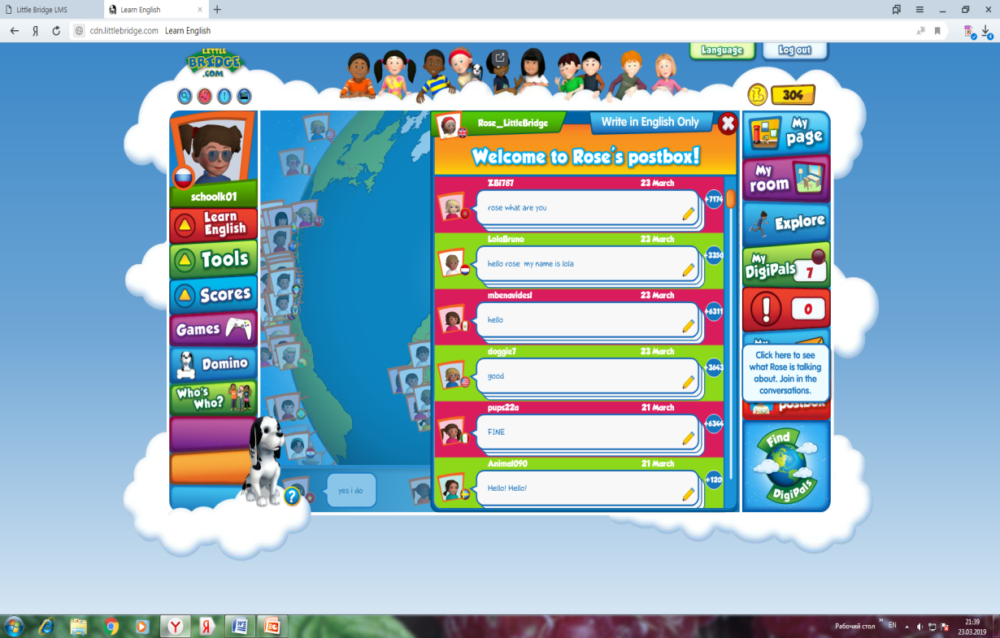 Little Bridge LMS
Learn English
cdn.littlebridge.com Learn English
LITTLE
BRIDGE
.COM
Language
Log out
304
schoolk01
Learn
English
Tools
Scores
Games
Domino
Who's
Who?
?
yes i do
Rose_LittleBridge
Write in English Only
Welcome to Rose's postbox!
ZB1787 23 March
rose what are you
+7174
LolaBruno 23 March
hello rose my name is lola
+3350
mbenavides1 23 March
hello
+6311
doggie7 23 March
good
+3643
pups22a 21 March
FINE
+6344
Animal090 21 March
Hello! Hello!
+120
My
page
My
room
Explore
My
DigiPals 7
! 0
My
Click here to see
what Rose is talking
about. Join in the
conversations.
postbox
Find
DigiPals
Рабочий стол » EN 21:39
23.03.2019